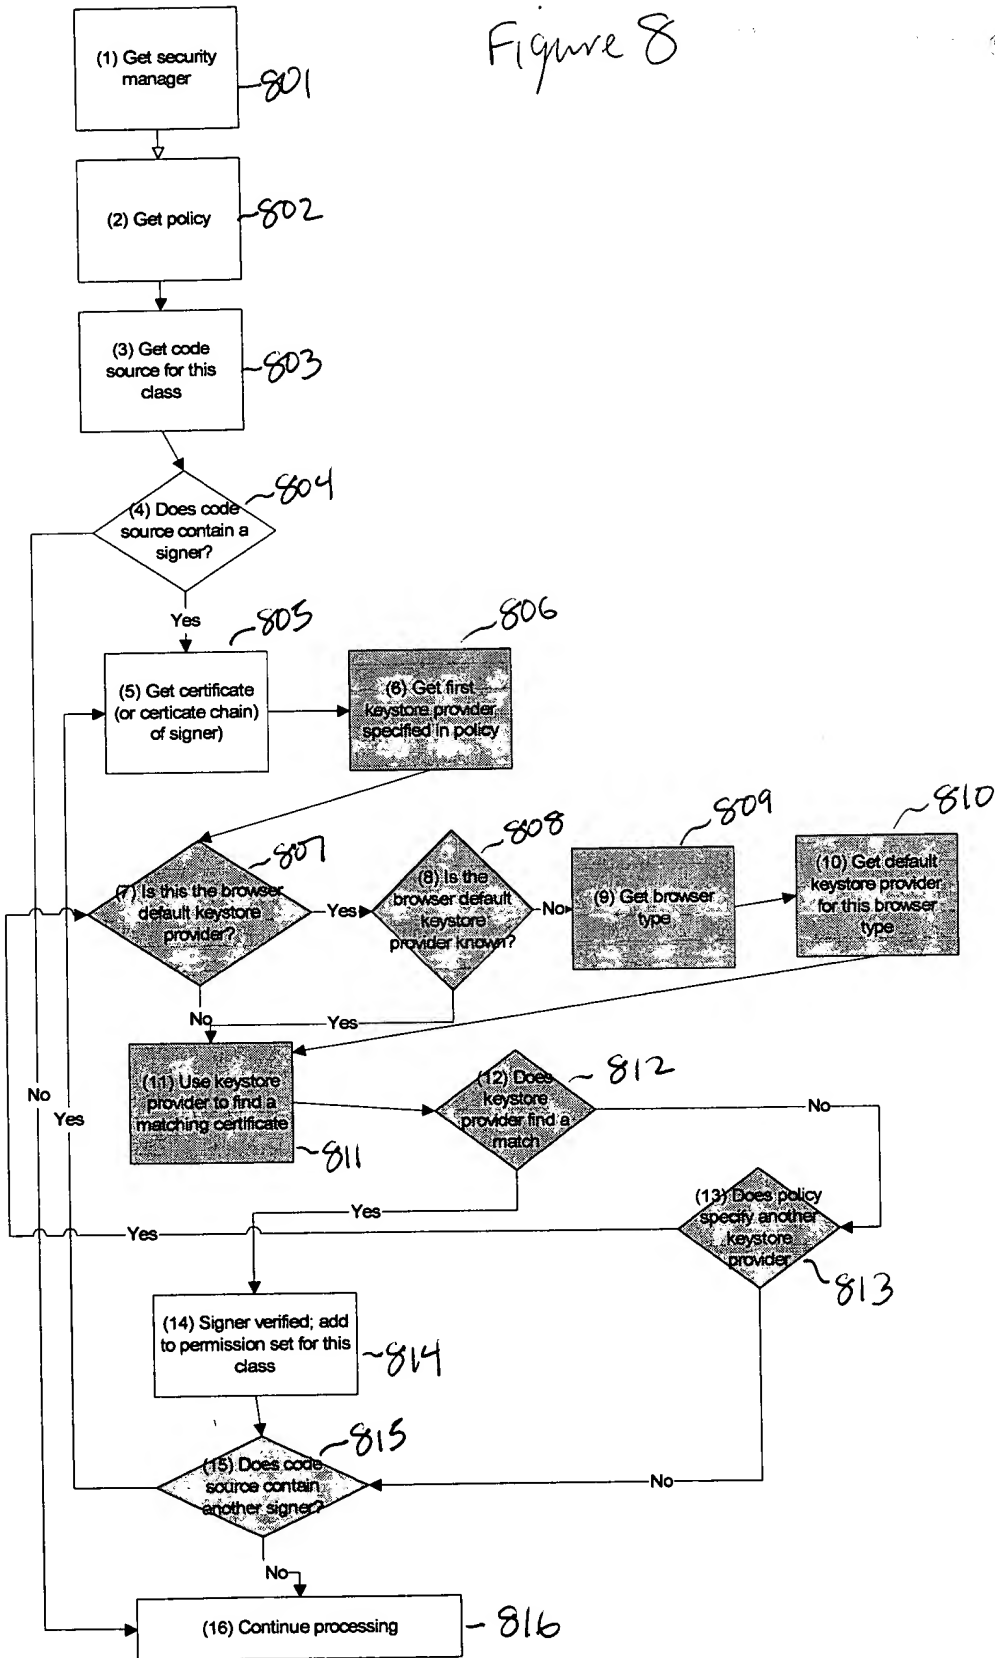 Figure 8
(1) Get security
manager
801
(2) Get policy
802
(3) Get code
source for this
class
803
(4) Does code
source contain a
signer?
804
Yes
805
806
(5) Get certificate
(or certicate chain)
of signer)
(6) Get first
keystore provider
specified in policy
807
808
809
810
(7) Is this the browser
default keystore
provider?
Yes
(8) Is the
browser default
keystore
provider known?
No
(9) Get browser
type
(10) Get default
keystore provider
for this browser
type
No
Yes
(11) Use keystore
provider to find a
matching certificate
811
(12) Does
keystore
provider find a
match
812
No
No
Yes
Yes
Yes
(13) Does policy
specify another
keystore
provider
813
(14) Signer verified; add
to permission set for this
class
814
(15) Does code
source contain
another signer?
815
No
No
(16) Continue processing
816